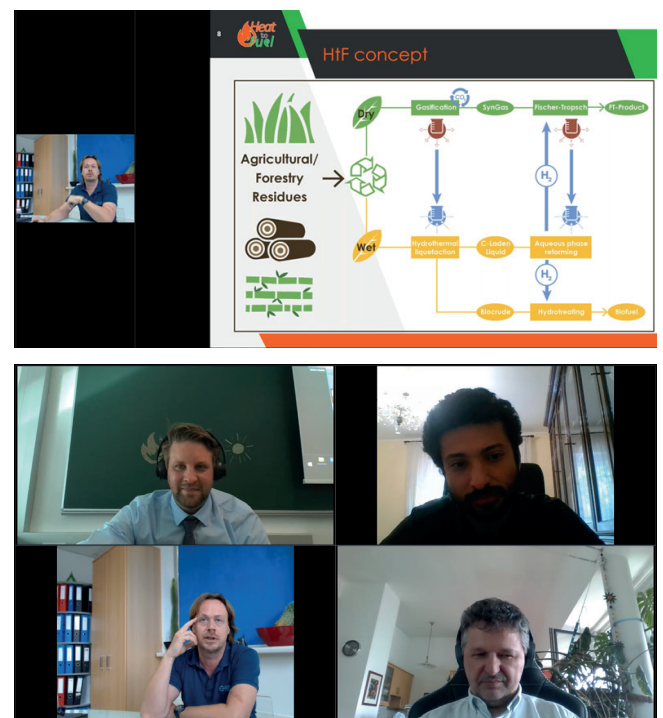 8
Heat
to
Fuel
HtF concept
Agricultural/
Forestry
Residues
Dry
Gasification
CO₂
SynGas
Fischer-Tropsch
FT-Product
H₂
Wet
Hydrothermal
liquefaction
C-Laden
Liquid
Aqueous phase
reforming
H₂
Biocrude
Hydrotreating
Biofuel